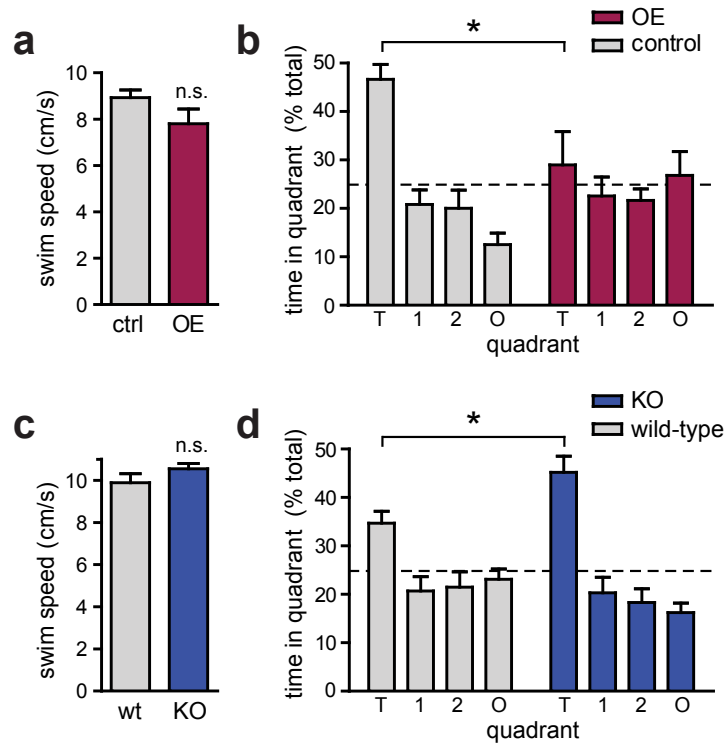 a
swim speed (cm/s)
10
8
6
4
2
0
n.s.
ctrl OE
b
OE
control
*
time in quadrant (% total)
50
40
30
20
10
0
T 1 2 O T 1 2 O
quadrant
c
swim speed (cm/s)
12
10
8
6
4
2
0
n.s.
wt KO
d
KO
wild-type
*
time in quadrant (% total)
50
40
30
20
10
0
T 1 2 O T 1 2 O
quadrant